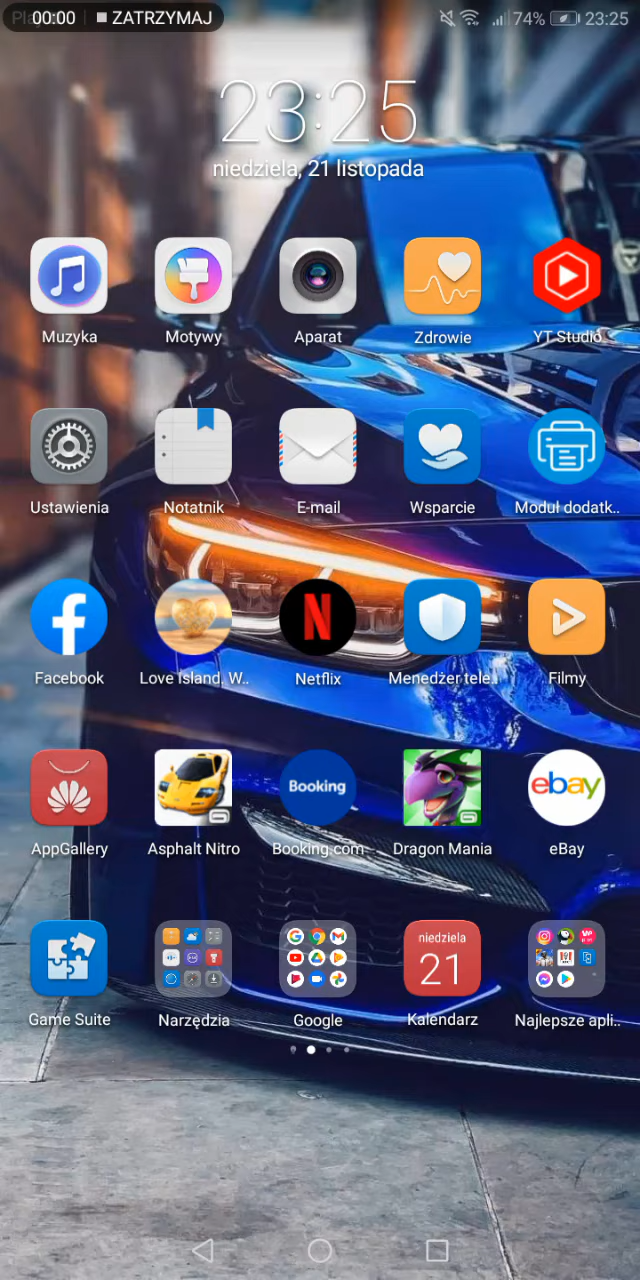 00:00 ZATRZYMAJ 74% 23:25
23:25
niedziela, 21 listopada
Muzyka Motywy Aparat Zdrowie YT Studio
Ustawienia Notatnik E-mail Wsparcie Moduł dodatk..
Facebook Love Island. W.. Netflix Menedżer tele.. Filmy
Booking ebay
AppGallery Asphalt Nitro Booking.com Dragon Mania eBay
niedziela
21
Game Suite Narzędzia Google Kalendarz Najlepsze apli..